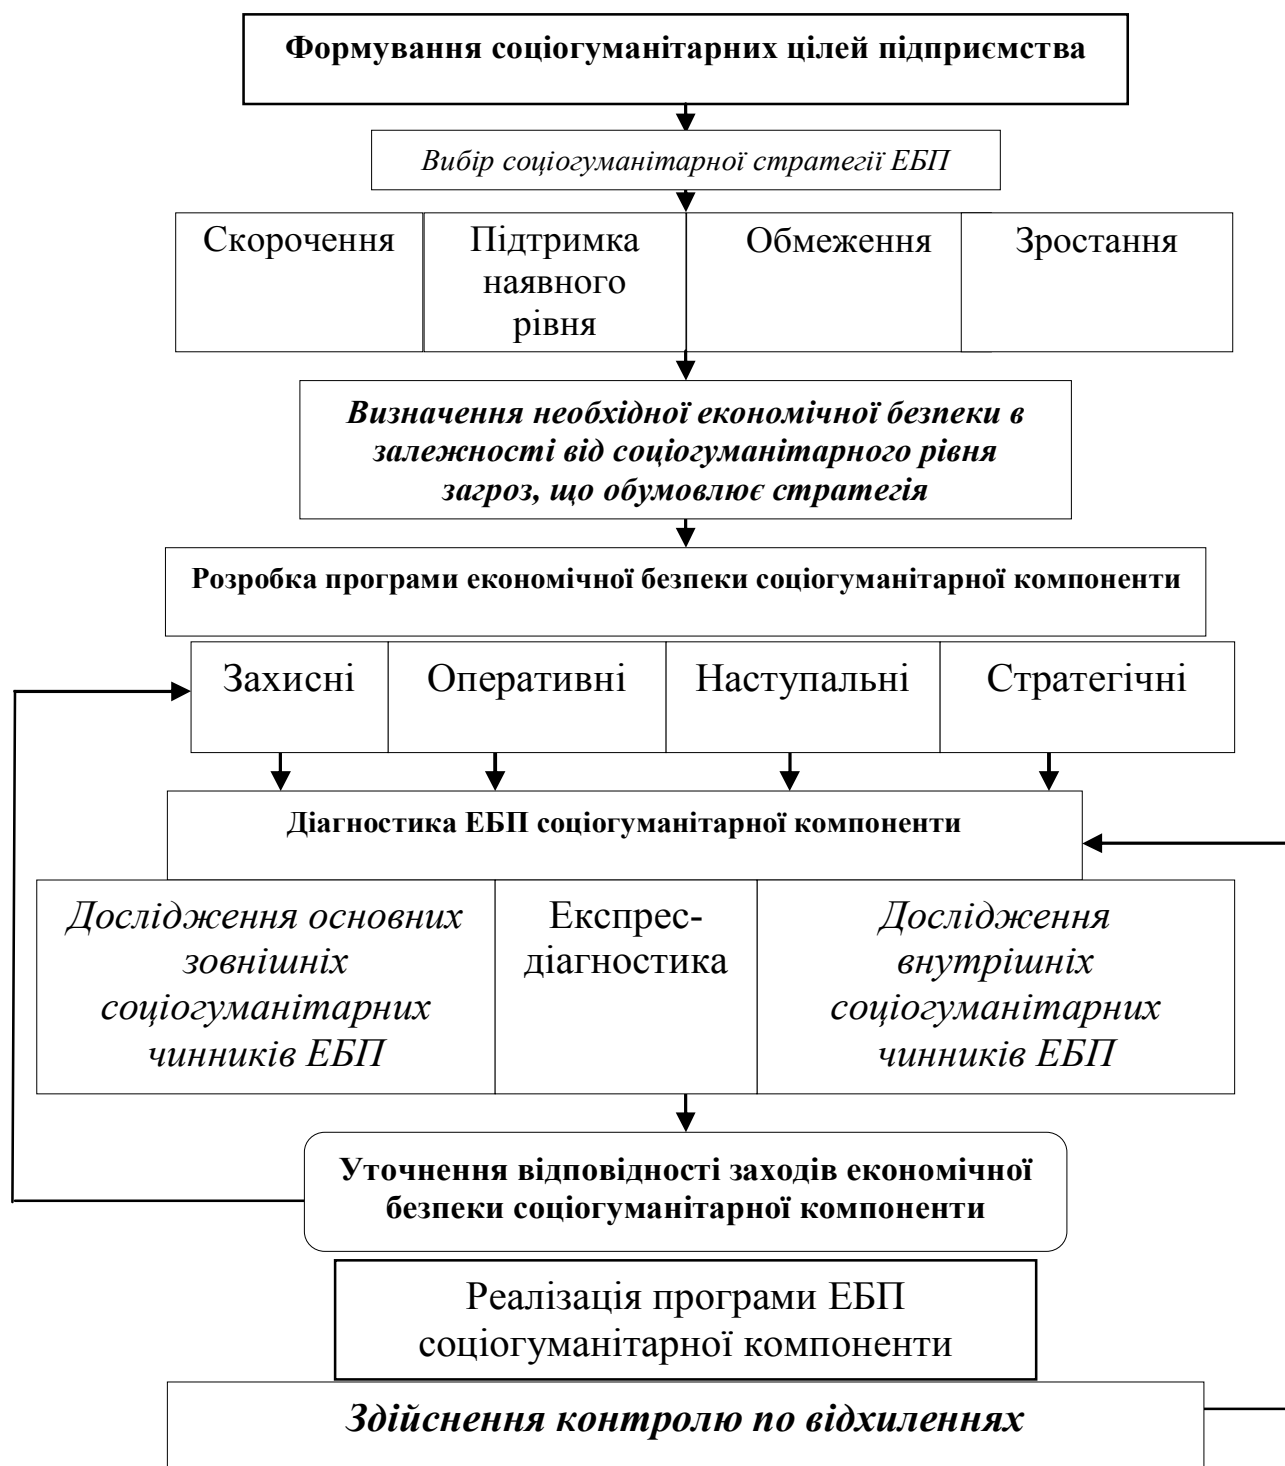 Формування соціогуманітарних цілей підприємства
Вибір соціогуманітарної стратегії ЕБП
Скорочення
Підтримка
наявного
рівня
Обмеження
Зростання
Визначення необхідної економічної безпеки в
залежності від соціогуманітарного рівня
загроз, що обумовлює стратегія
Розробка програми економічної безпеки соціогуманітарної компоненти
Захисні
Оперативні
Наступальні
Стратегічні
Діагностика ЕБП соціогуманітарної компоненти
Дослідження основних
зовнішніх
соціогуманітарних
чинників ЕБП
Експрес-
діагностика
Дослідження
внутрішніх
соціогуманітарних
чинників ЕБП
Уточнення відповідності заходів економічної
безпеки соціогуманітарної компоненти
Реалізація програми ЕБП
соціогуманітарної компоненти
Здійснення контролю по відхиленнях